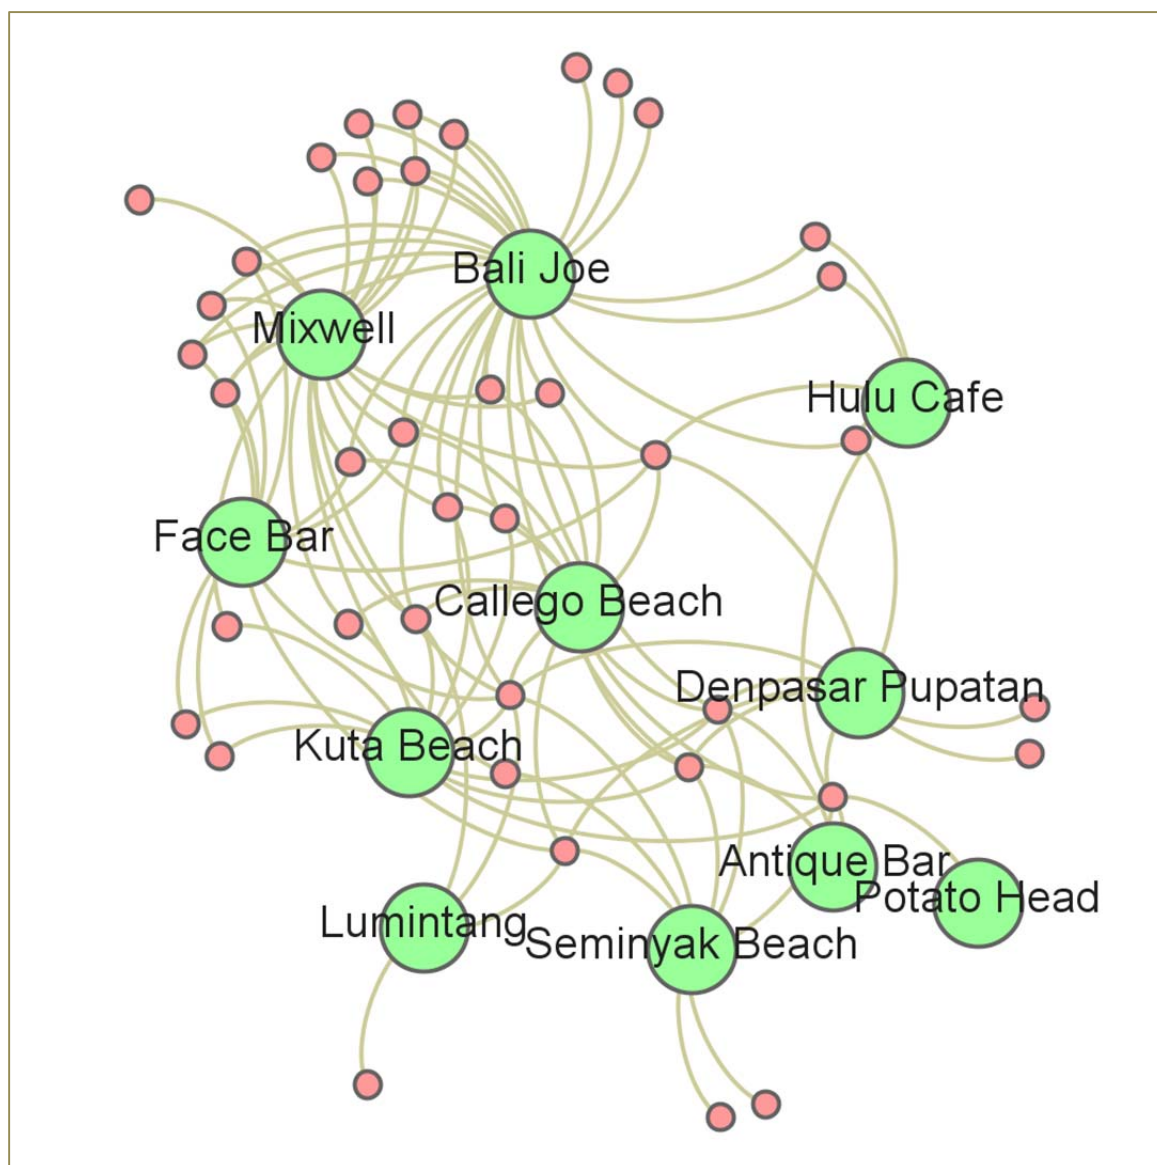 Bali Joe
Mixwell
Hulu Cafe
Face Bar
Callego Beach
Denpasar Pupatan
Kuta Beach
Antique Bar
Potato Head
Lumintang
Seminyak Beach